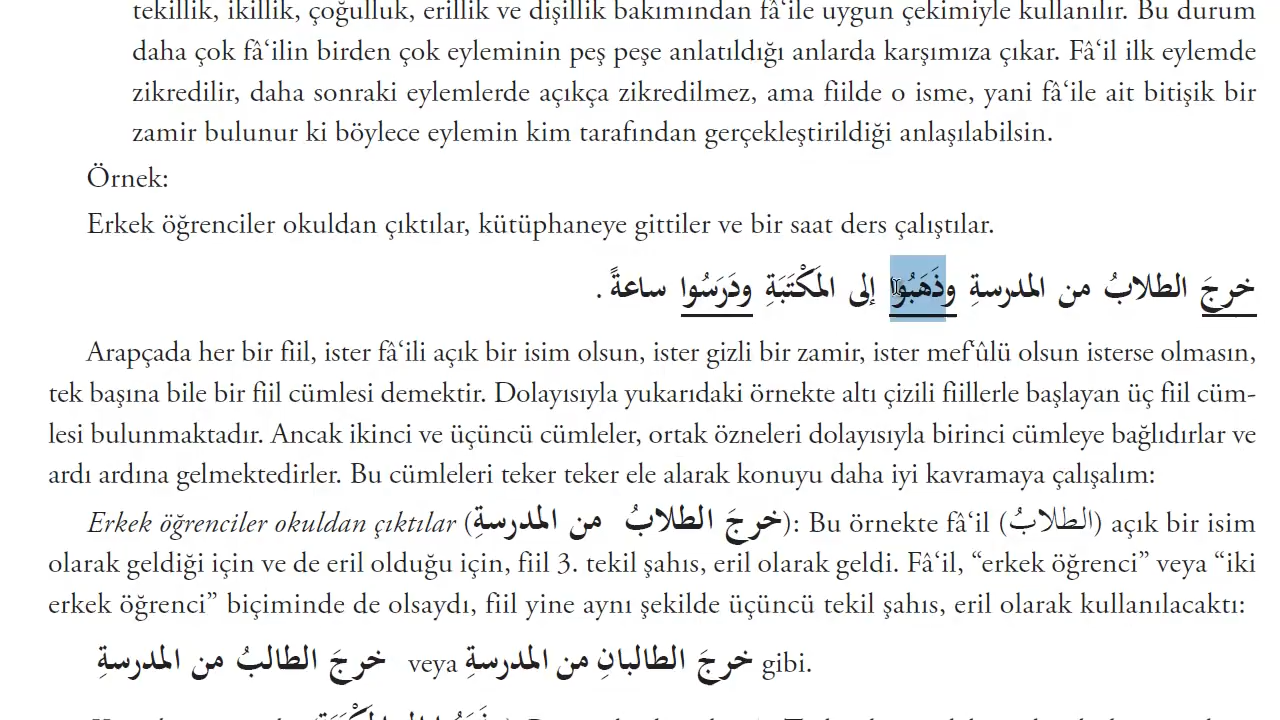 tekillik, ikillik, çoğulluk, erillik ve dişillik bakımından fâ‘ile uygun çekimiyle kullanılır. Bu durum
daha çok fâ‘ilin birden çok eyleminin peş peşe anlatıldığı anlarda karşımıza çıkar. Fâ‘il ilk eylemde
zikredilir, daha sonraki eylemlerde açıkça zikredilmez, ama fiilde o isme, yani fâ‘ile ait bitişik bir
zamir bulunur ki böylece eylemin kim tarafından gerçekleştirildiği anlaşılabilsin.
Örnek:
Erkek öğrenciler okuldan çıktılar, kütüphaneye gittiler ve bir saat ders çalıştılar.
خرجَ الطلابُ من المدرسةِ وذَهَبُوا إلى المَكْتَبَةِ ودَرَسُوا ساعةً .
Arapçada her bir fiil, ister fâ‘ili açık bir isim olsun, ister gizli bir zamir, ister mef‘ûlü olsun isterse olmasın,
tek başına bile bir fiil cümlesi demektir. Dolayısıyla yukarıdaki örnekte altı çizili fiillerle başlayan üç fiil cüm-
lesi bulunmaktadır. Ancak ikinci ve üçüncü cümleler, ortak özneleri dolayısıyla birinci cümleye bağlıdırlar ve
ardı ardına gelmektedirler. Bu cümleleri teker teker ele alarak konuyu daha iyi kavramaya çalışalım:
Erkek öğrenciler okuldan çıktılar (خرجَ الطلابُ من المدرسةِ): Bu örnekte fâ‘il (الطلابُ) açık bir isim
olarak geldiği için ve de eril olduğu için, fiil 3. tekil şahıs, eril olarak geldi. Fâ‘il, “erkek öğrenci” veya “iki
erkek öğrenci” biçiminde de olsaydı, fiil yine aynı şekilde üçüncü tekil şahıs, eril olarak kullanılacaktı:
خرجَ الطالبُ من المدرسةِ veya خرجَ الطالبانِ من المدرسةِ gibi.